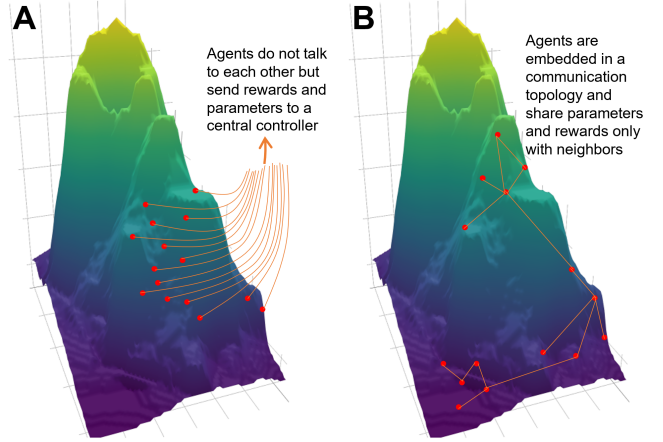 A
Agents do not talk
to each other but
send rewards and
parameters to a
central controller
B
Agents are
embedded in a
communication
topology and
share parameters
and rewards only
with neighbors